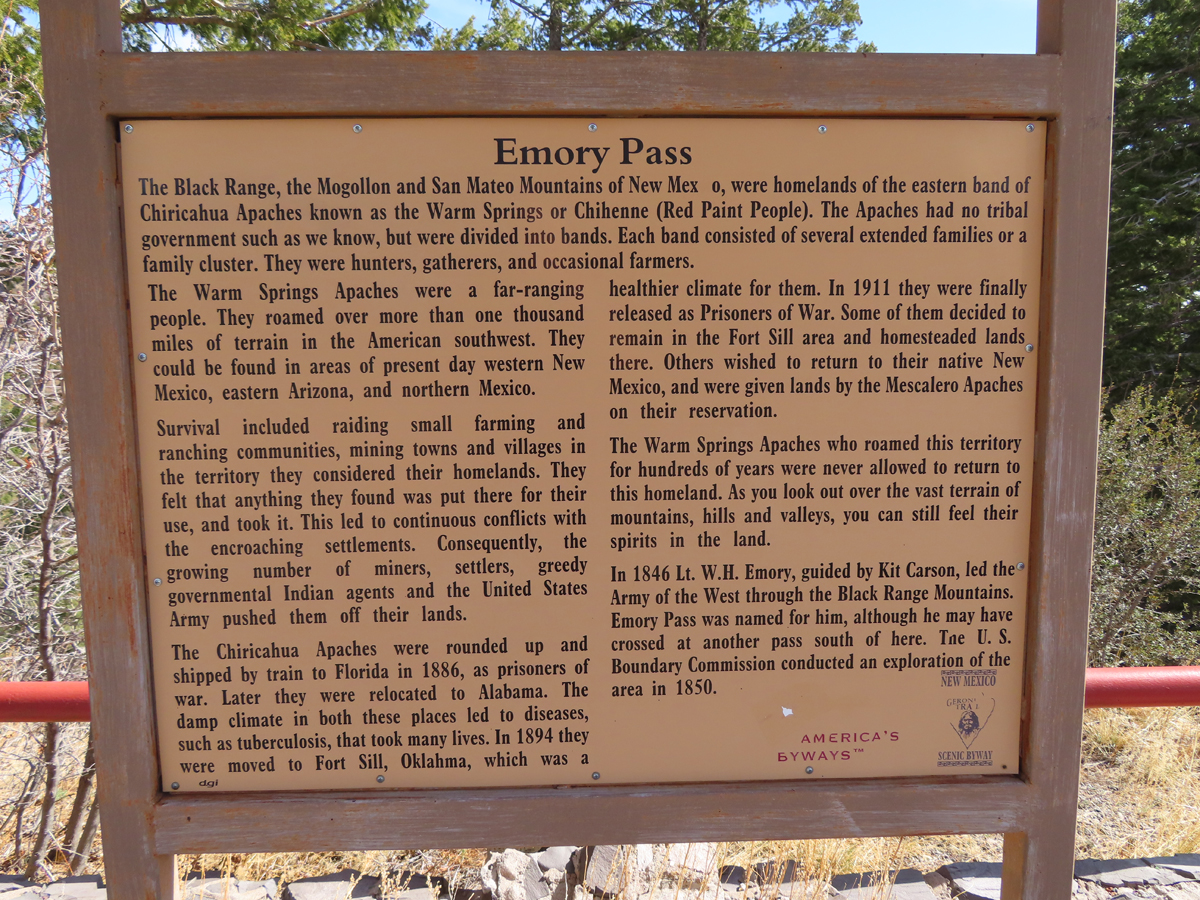 Emory Pass
The Black Range, the Mogollon and San Mateo Mountains of New Mex o, were homelands of the eastern band of
Chiricahua Apaches known as the Warm Springs or Chihenne (Red Paint People). The Apaches had no tribal
government such as we know, but were divided into bands. Each band consisted of several extended families or a
family cluster. They were hunters, gatherers, and occasional farmers.
The Warm Springs Apaches were a far-ranging
people. They roamed over more than one thousand
miles of terrain in the American southwest. They
could be found in areas of present day western New
Mexico, eastern Arizona, and northern Mexico.
Survival included raiding small farming and
ranching communities, mining towns and villages in
the territory they considered their homelands. They
felt that anything they found was put there for their
use, and took it. This led to continuous conflicts with
the encroaching settlements. Consequently, the
growing number of miners, settlers, greedy
governmental Indian agents and the United States
Army pushed them off their lands.
The Chiricahua Apaches were rounded up and
shipped by train to Florida in 1886, as prisoners of
war. Later they were relocated to Alabama. The
damp climate in both these places led to diseases,
such as tuberculosis, that took many lives. In 1894 they
were moved to Fort Sill, Oklahma, which was a
dgi
healthier climate for them. In 1911 they were finally
released as Prisoners of War. Some of them decided to
remain in the Fort Sill area and homesteaded lands
there. Others wished to return to their native New
Mexico, and were given lands by the Mescalero Apaches
on their reservation.
The Warm Springs Apaches who roamed this territory
for hundreds of years were never allowed to return to
this homeland. As you look out over the vast terrain of
mountains, hills and valleys, you can still feel their
spirits in the land.
In 1846 Lt. W.H. Emory, guided by Kit Carson, led the
Army of the West through the Black Range Mountains.
Emory Pass was named for him, although he may have
crossed at another pass south of here. The U. S.
Boundary Commission conducted an exploration of the
area in 1850.
AMERICA'S
BYWAYS™
NEW MEXICO
GERON
TRA L
SCENIC BYWAY